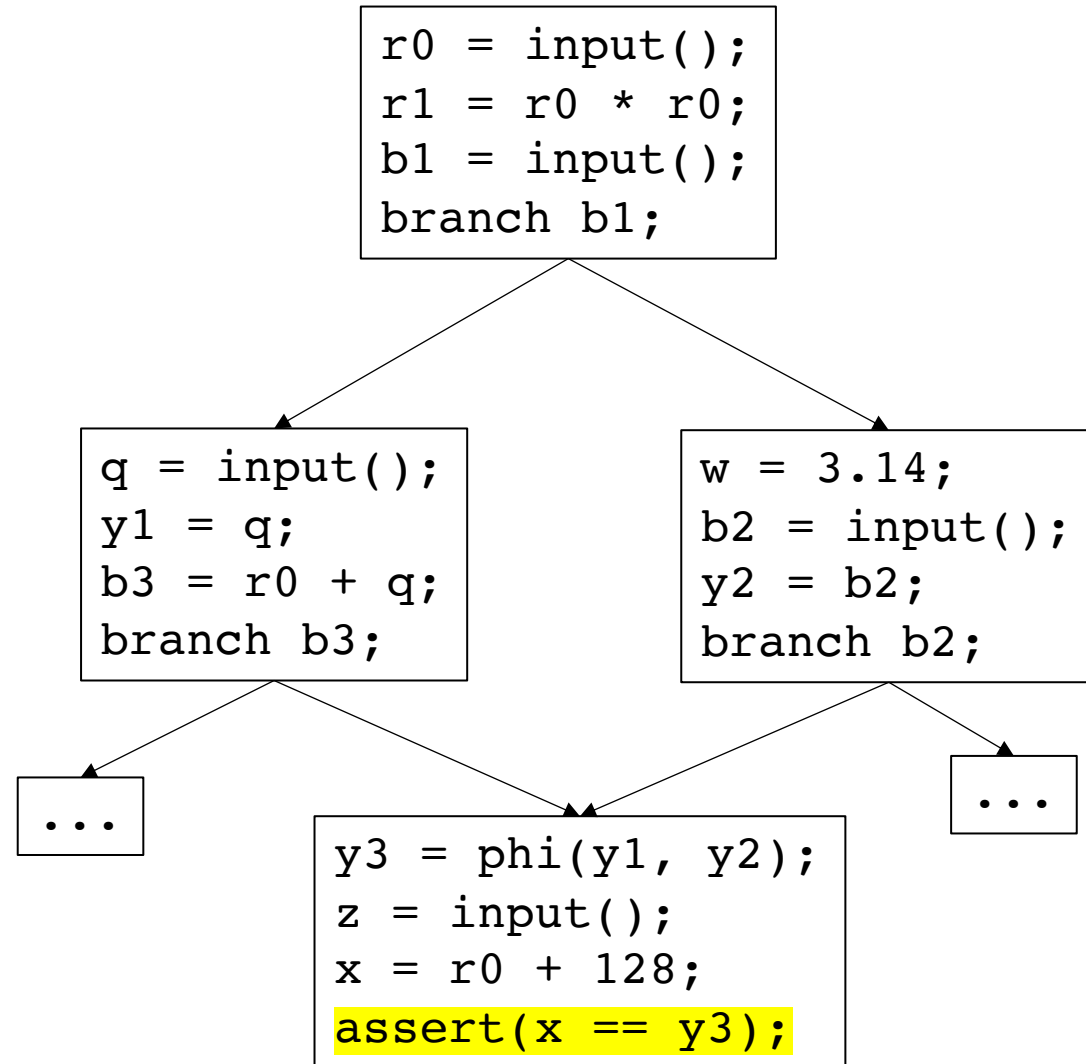 r0 = input();
r1 = r0 * r0;
b1 = input();
branch b1;
q = input();
y1 = q;
b3 = r0 + q;
branch b3;
w = 3.14;
b2 = input();
y2 = b2;
branch b2;
...
...
y3 = phi(y1, y2);
z = input();
x = r0 + 128;
assert(x == y3);